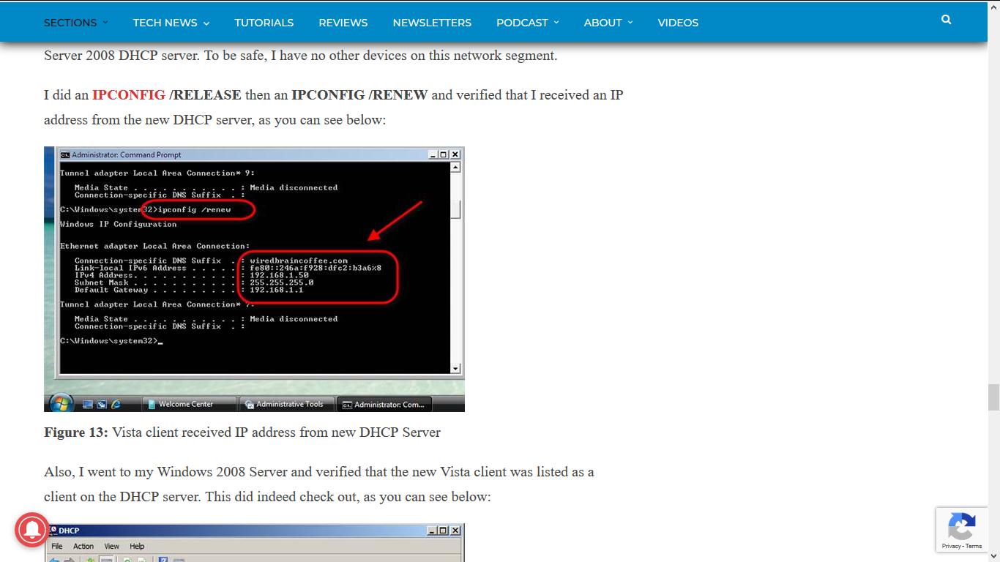 SECTIONS TECH NEWS TUTORIALS REVIEWS NEWSLETTERS PODCAST ABOUT VIDEOS
Server 2008 DHCP server. To be safe, I have no other devices on this network segment.
I did an IPCONFIG /RELEASE then an IPCONFIG /RENEW and verified that I received an IP
address from the new DHCP server, as you can see below:
Administrator: Command Prompt
Tunnel adapter Local Area Connection* 9:
Media State . . . . . . . . . . . : Media disconnected
Connection-specific DNS Suffix  . :
C:\Windows\system32>ipconfig /renew
Windows IP Configuration
Ethernet adapter Local Area Connection:
Connection-specific DNS Suffix  . : wiredbraincoffee.com
Link-local IPv6 Address . . . . . : fe80::246a:f928:dfc2:b3a6%8
IPv4 Address. . . . . . . . . . . : 192.168.1.50
Subnet Mask . . . . . . . . . . . : 255.255.255.0
Default Gateway . . . . . . . . . : 192.168.1.1
Tunnel adapter Local Area Connection* 7:
Media State . . . . . . . . . . . : Media disconnected
Connection-specific DNS Suffix  . :
C:\Windows\system32>_
Welcome Center Administrative Tools Administrator: Com...
Figure 13: Vista client received IP address from new DHCP Server
Also, I went to my Windows 2008 Server and verified that the new Vista client was listed as a
client on the DHCP server. This did indeed check out, as you can see below:
DHCP
File Action View Help
Privacy - Terms